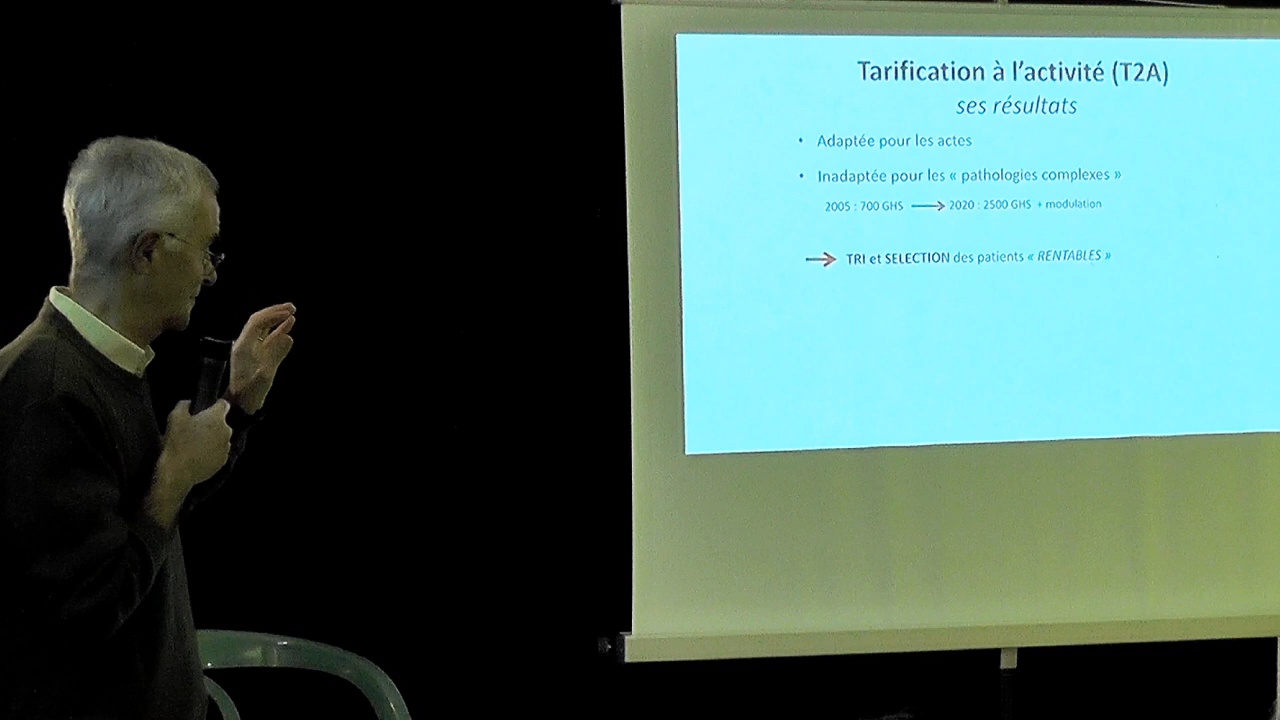 Tarification à l'activité (T2A)
ses résultats
• Adaptée pour les actes
• Inadaptée pour les « pathologies complexes »
2005 : 700 GHS → 2020 : 2500 GHS + modulation
→ TRI et SELECTION des patients « RENTABLES »